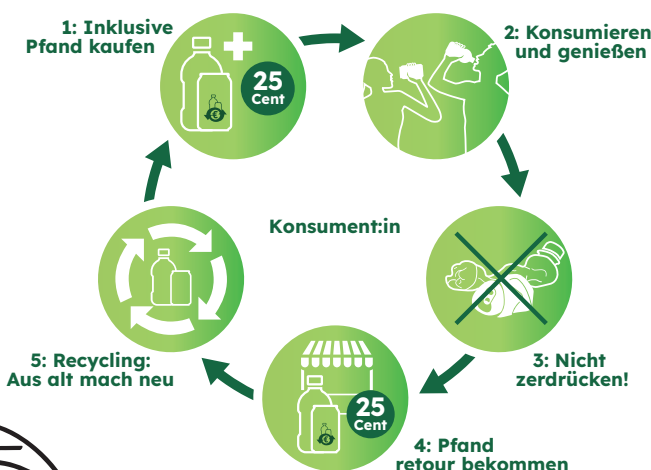 1: Inklusive
Pfand kaufen
25
Cent
2: Konsumieren
und genießen
Konsument:in
3: Nicht
zerdrücken!
25
Cent
4: Pfand
retour bekommen
5: Recycling:
Aus alt mach neu